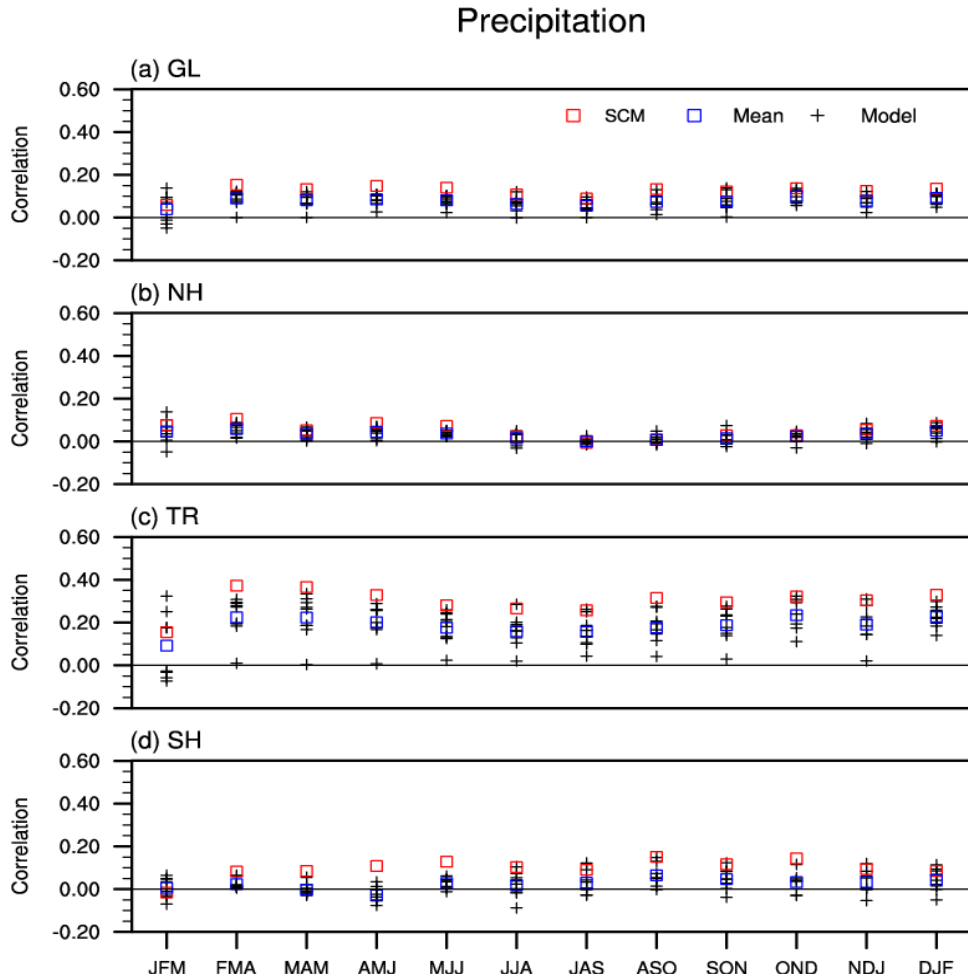 Precipitation
(a) GL
0.60
SCM Mean Model
0.40
0.20
0.00
-0.20
Correlation
(b) NH
0.60
0.40
0.20
0.00
-0.20
Correlation
(c) TR
0.60
0.40
0.20
0.00
-0.20
Correlation
(d) SH
0.60
0.40
0.20
0.00
-0.20
Correlation
JFM FMA MAM AMJ MJJ JJA JAS ASO SON OND NDJ DJF